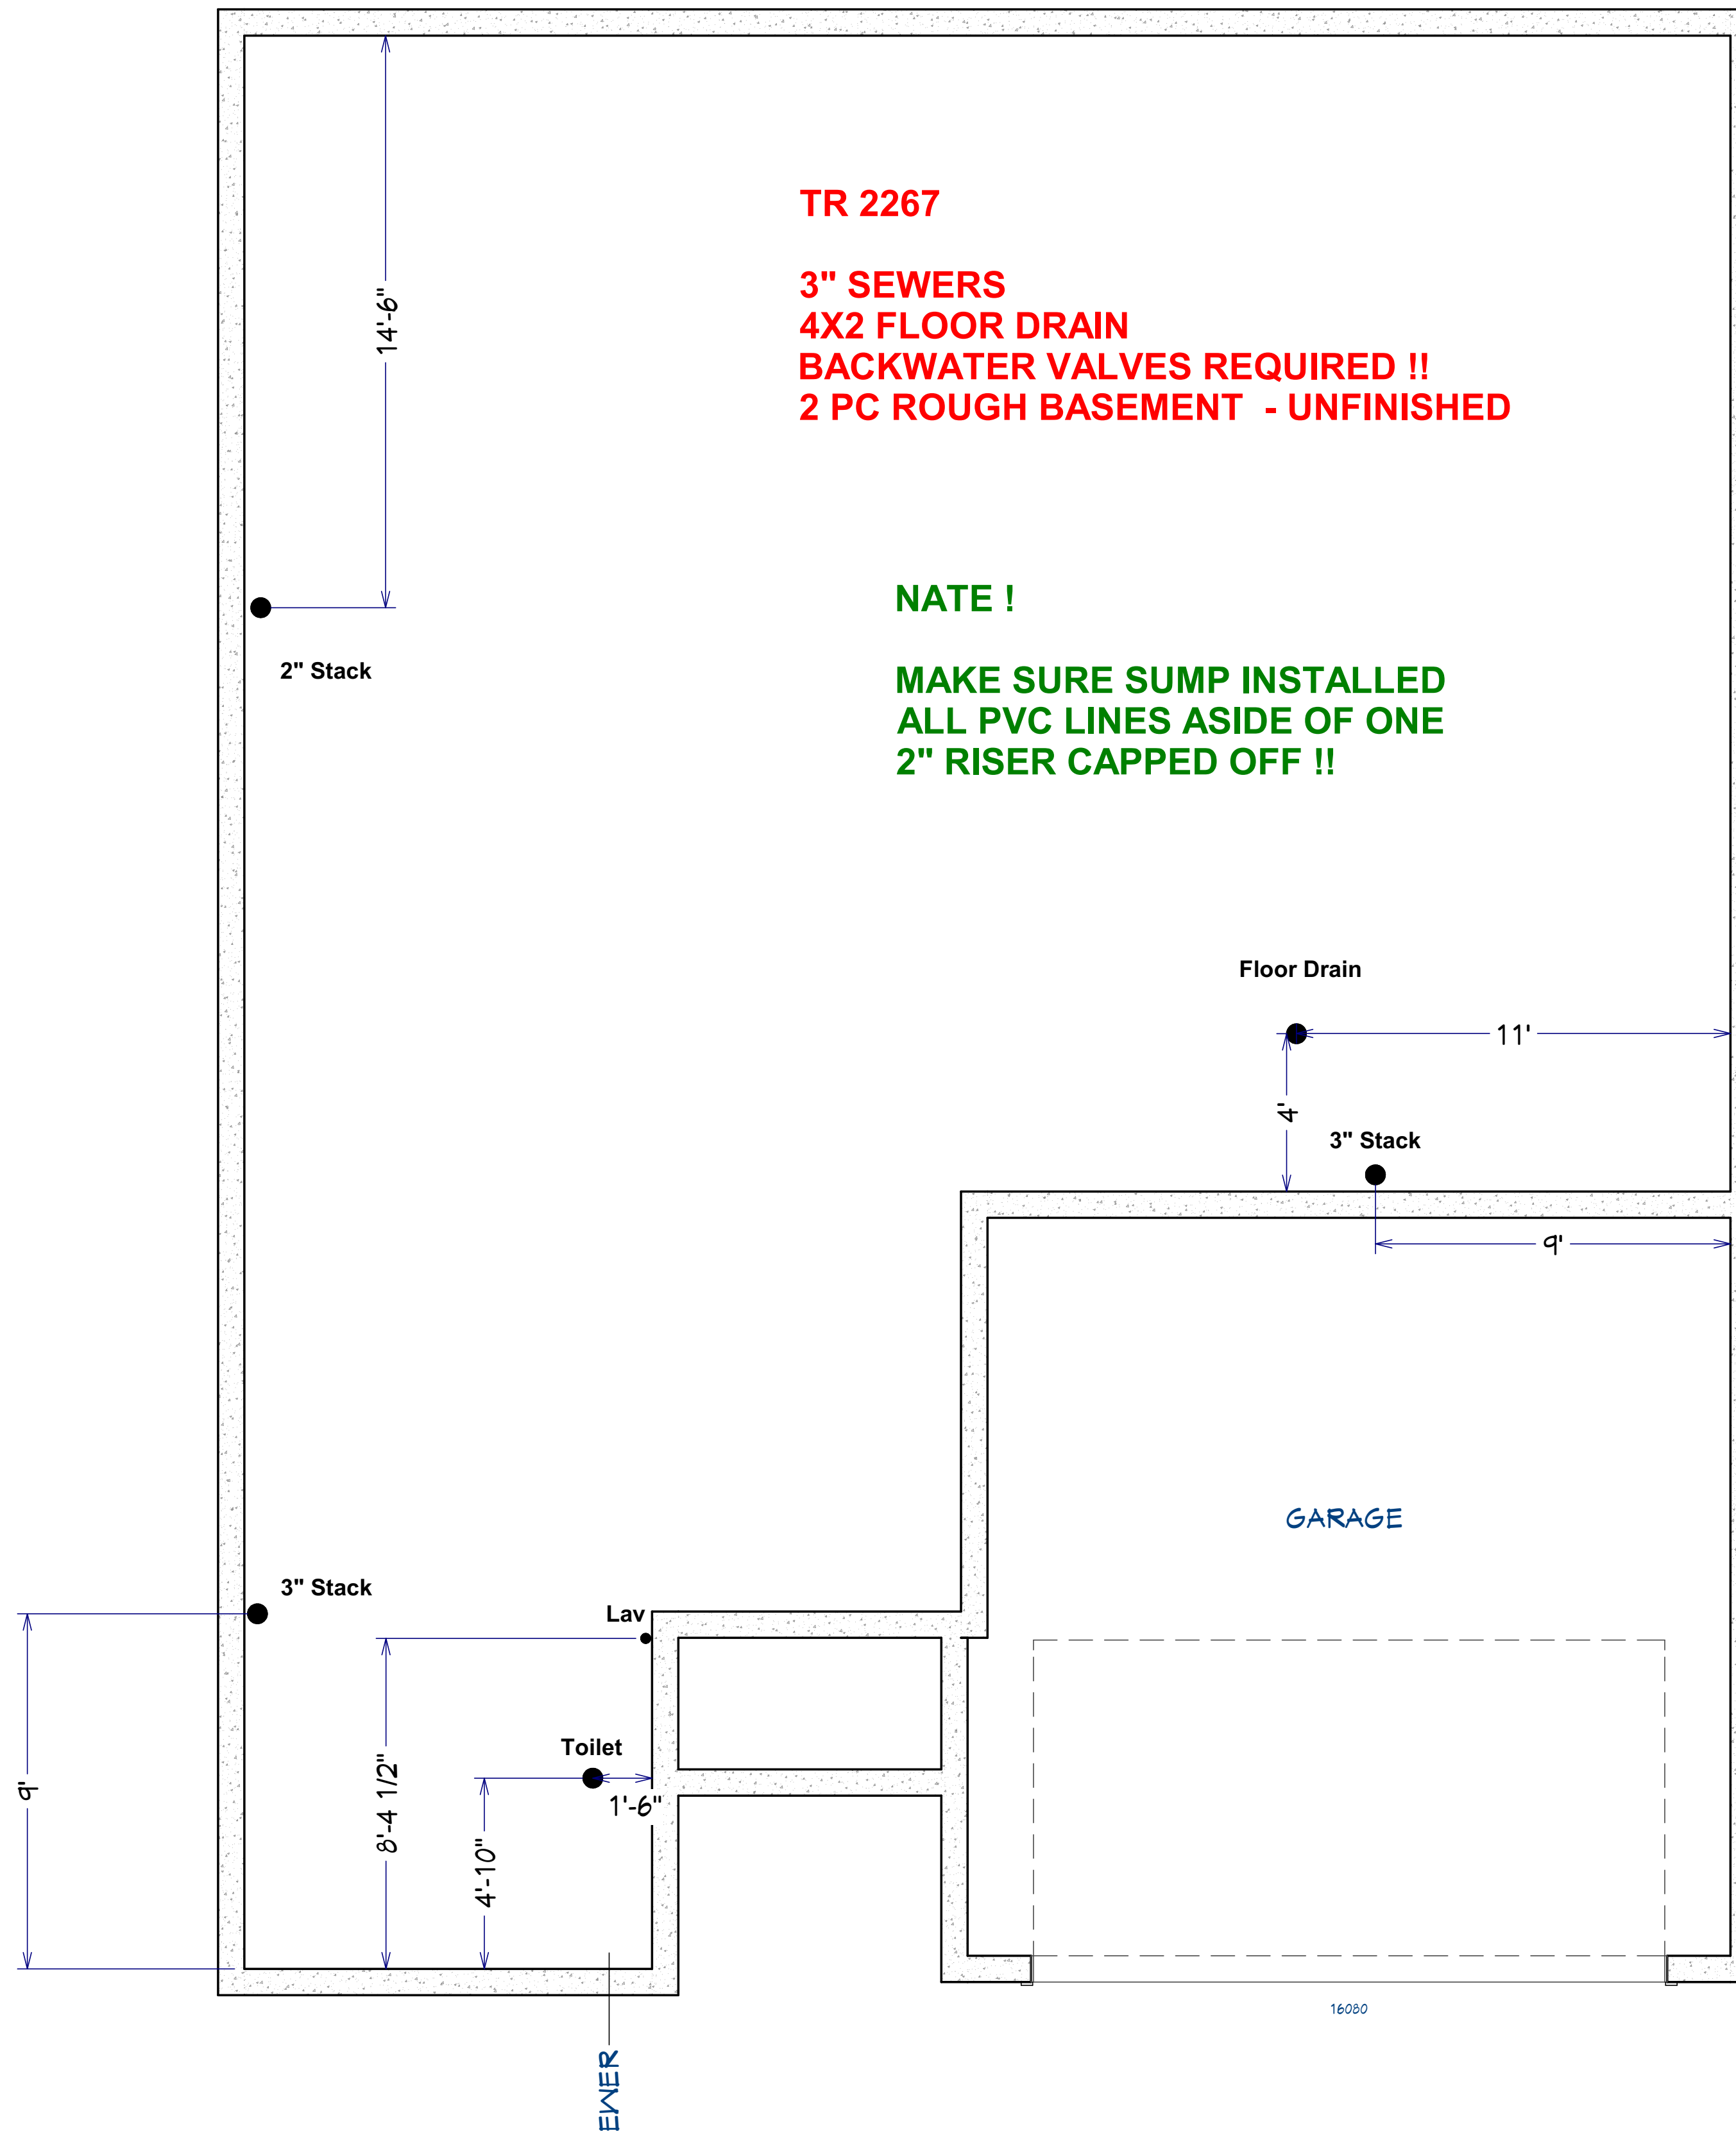 TR 2267
3" SEWERS
4X2 FLOOR DRAIN
BACKWATER VALVES REQUIRED !!
2 PC ROUGH BASEMENT - UNFINISHED
14'-6"
NATE !
MAKE SURE SUMP INSTALLED
ALL PVC LINES ASIDE OF ONE
2" RISER CAPPED OFF !!
2" Stack
Floor Drain
11'
4'
3" Stack
9'
GARAGE
3" Stack
Lav
Toilet
1'-6"
9'
8'-4 1/2"
4'-10"
16080
EWER